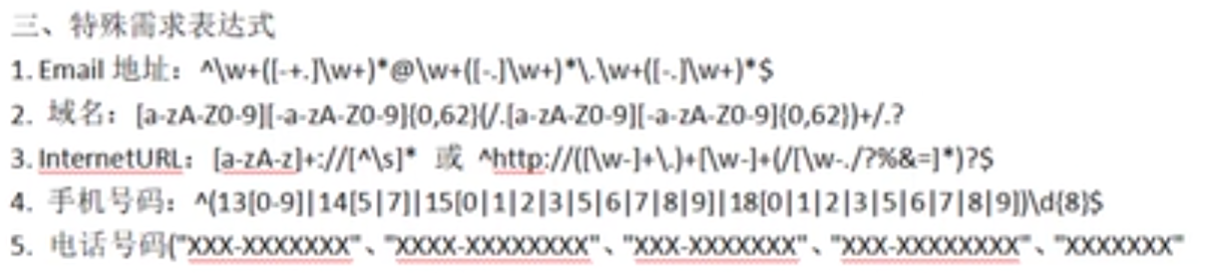 三、特殊需求表达式
1. Email 地址：^\w+([-+.]\w+)*@\w+([-.]\w+)*\.\w+([-.]\w+)*$
2. 域名：[a-zA-Z0-9][-a-zA-Z0-9]{0,62}(/.[a-zA-Z0-9][-a-zA-Z0-9]{0,62})+/.?
3. InternetURL：[a-zA-z]+://[^\s]* 或 ^http://([\w-]+\.)+[\w-]+(/[\w-./?%&=]*)?$
4. 手机号码：^(13[0-9]|14[5|7]|15[0|1|2|3|5|6|7|8|9]|18[0|1|2|3|5|6|7|8|9])\d{8}$
5. 电话号码("XXX-XXXXXXX"、"XXXX-XXXXXXXX"、"XXX-XXXXXXX"、"XXX-XXXXXXXX"、"XXXXXXX"